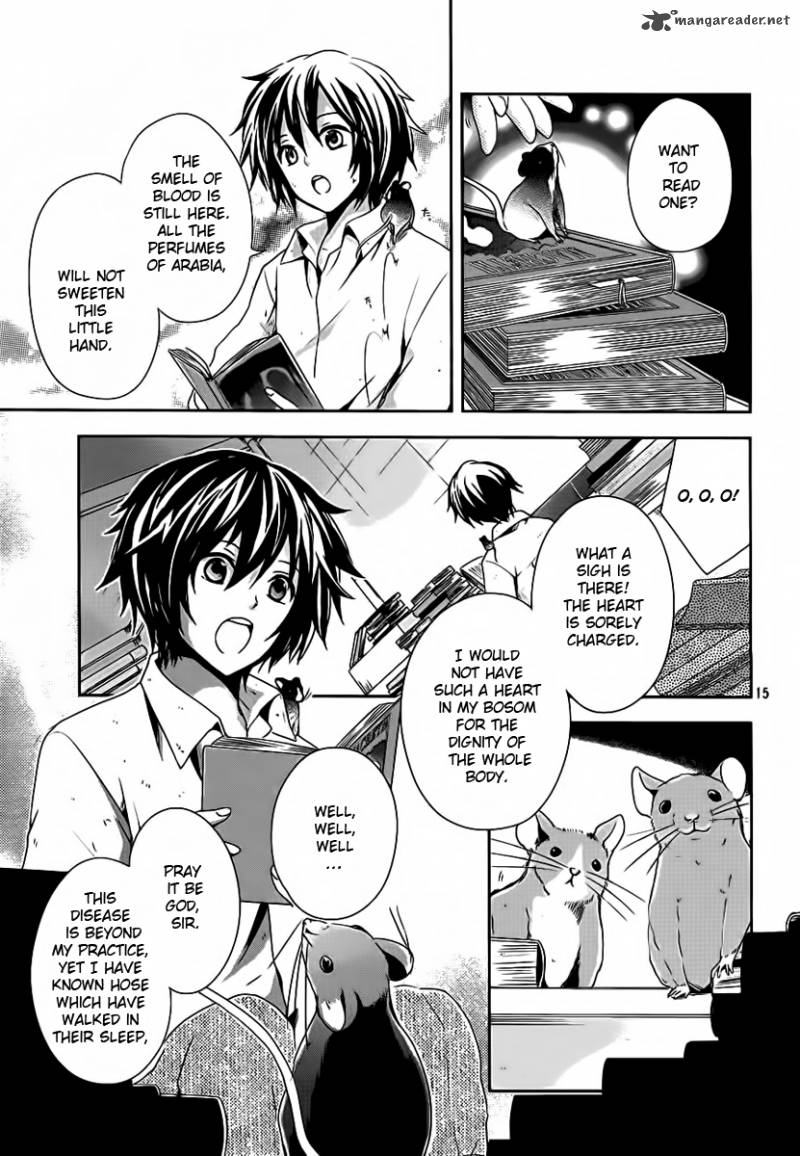 mangareader.net
WANT
TO
READ
ONE?
THE
SMELL OF
BLOOD IS
STILL HERE.
ALL THE
PERFUMES
OF ARABIA,
WILL NOT
SWEETEN
THIS
LITTLE
HAND.
O, O, O!
WHAT A
SIGH IS
THERE!
THE HEART
IS SORELY
CHARGED.
I WOULD
NOT HAVE
SUCH A HEART
IN MY BOSOM
FOR THE
DIGNITY OF
THE WHOLE
BODY.
15
WELL,
WELL,
WELL
...
PRAY
IT BE
GOD,
SIR.
THIS
DISEASE
IS BEYOND
MY PRACTICE,
YET I HAVE
KNOWN HOSE
WHICH HAVE
WALKED IN
THEIR SLEEP,